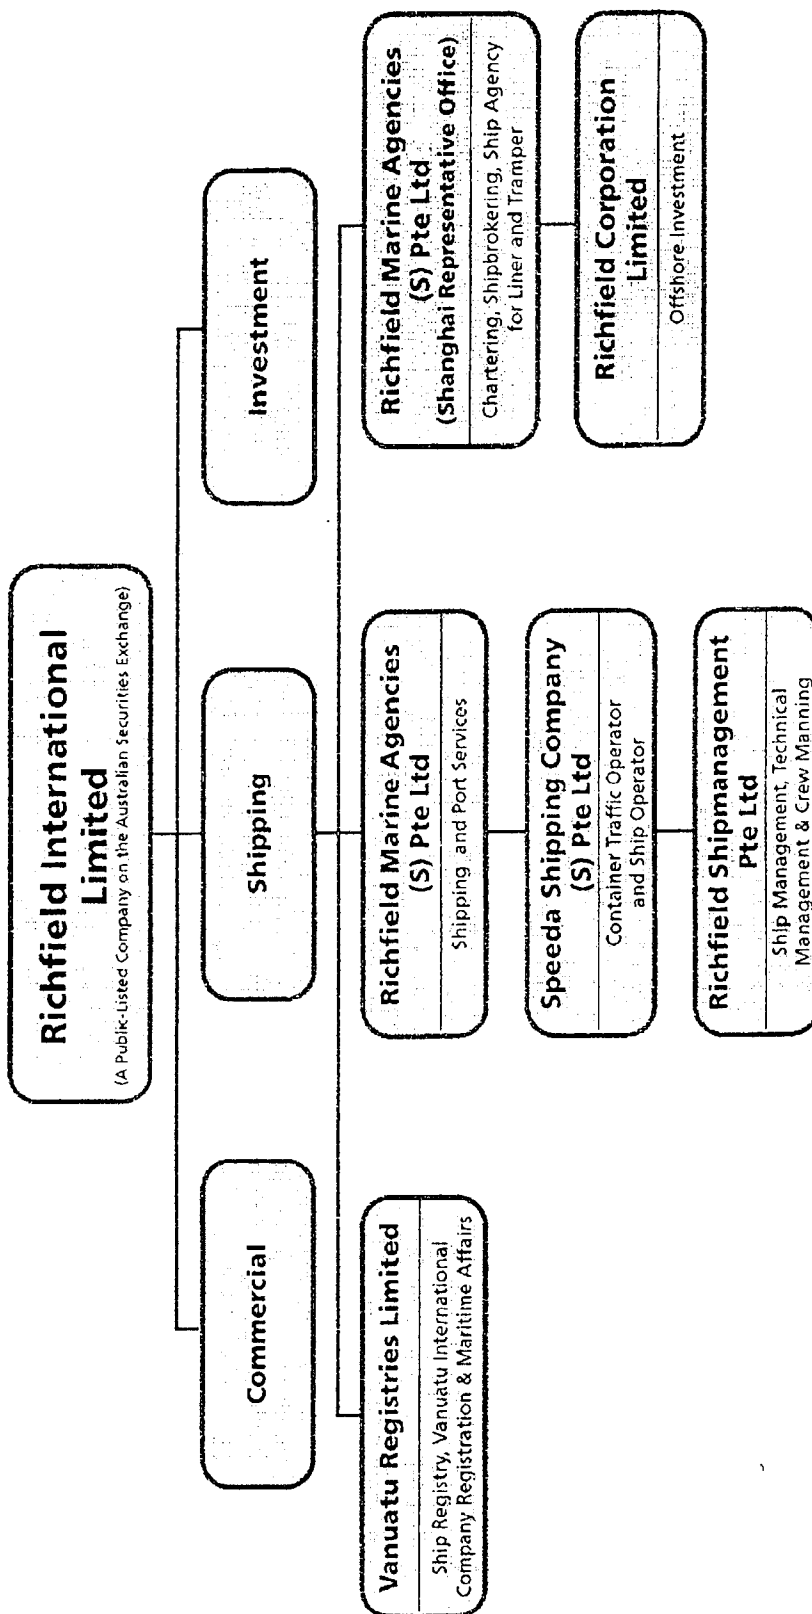 Richfield International
Limited
(A Public-Listed Company on the Australian Securities Exchange)
Commercial
Shipping
Investment
Vanuatu Registries Limited
Ship Registry, Vanuatu International
Company Registration & Maritime Affairs
Richfield Marine Agencies
(S) Pte Ltd
Shipping and Port Services
Speeda Shipping Company
(S) Pte Ltd
Container Traffic Operator
and Ship Operator
Richfield Shipmanagement
Pte Ltd
Ship Management, Technical
Management & Crew Manning
Richfield Marine Agencies
(S) Pte Ltd
(Shanghai Representative Office)
Chartering, Shipbrokering, Ship Agency
for Liner and Tramper
Richfield Corporation
Limited
Offshore Investment